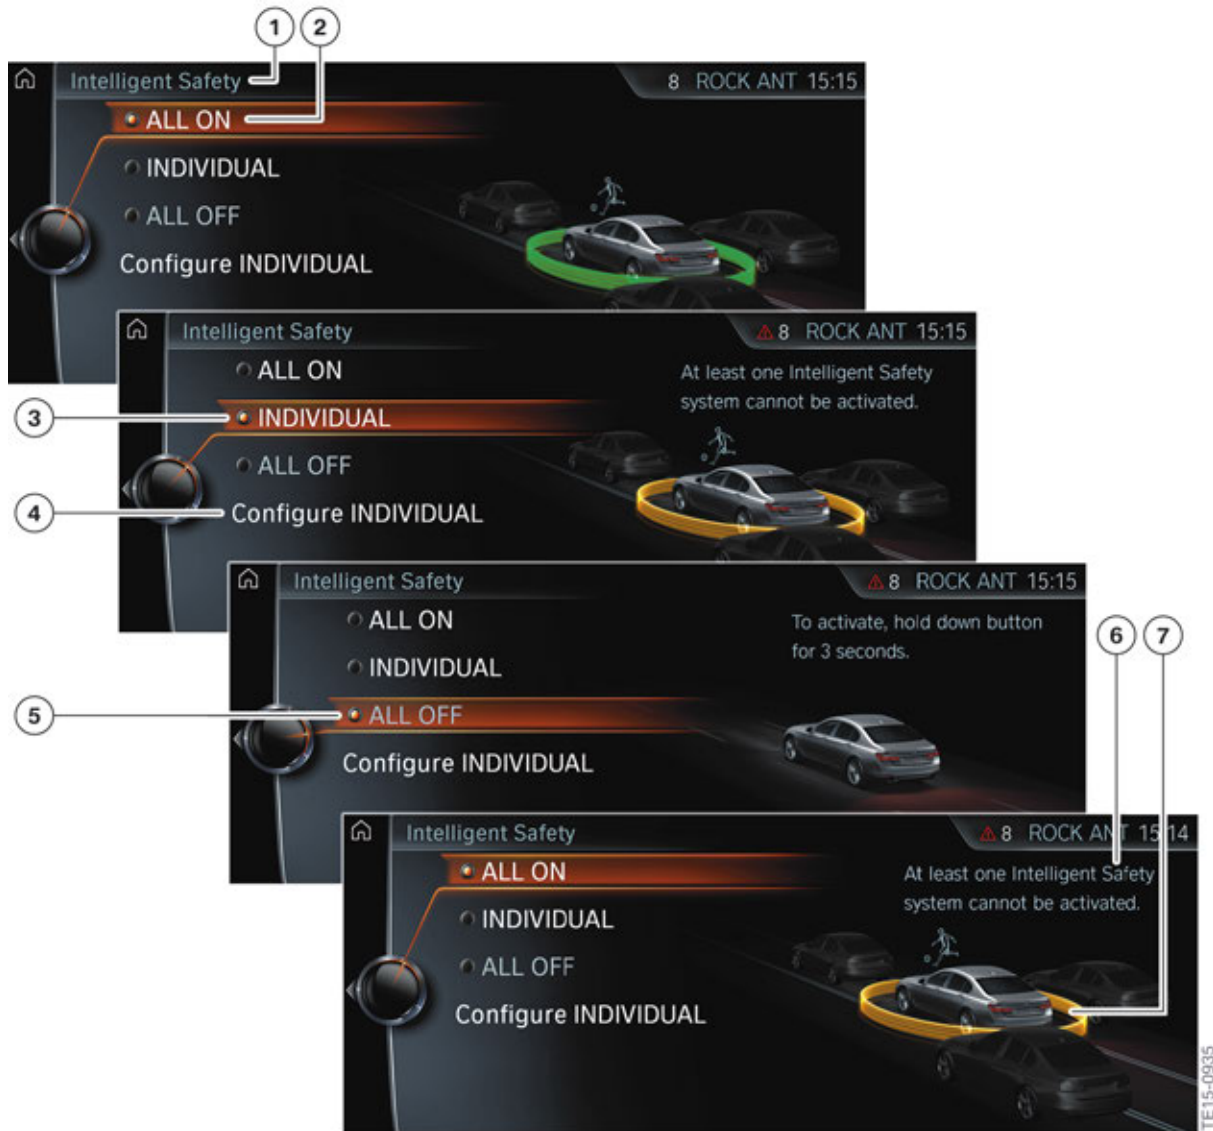 1 2
Intelligent Safety
8 ROCK ANT 15:15
ALL ON
INDIVIDUAL
ALL OFF
Configure INDIVIDUAL
Intelligent Safety
8 ROCK ANT 15:15
ALL ON
At least one Intelligent Safety
system cannot be activated.
3
INDIVIDUAL
ALL OFF
4
Configure INDIVIDUAL
Intelligent Safety
8 ROCK ANT 15:15
ALL ON
To activate, hold down button
for 3 seconds.
6 7
INDIVIDUAL
5
ALL OFF
Configure INDIVIDUAL
Intelligent Safety
8 ROCK ANT 15:14
ALL ON
At least one Intelligent Safety
system cannot be activated.
INDIVIDUAL
ALL OFF
Configure INDIVIDUAL
TE15-0935